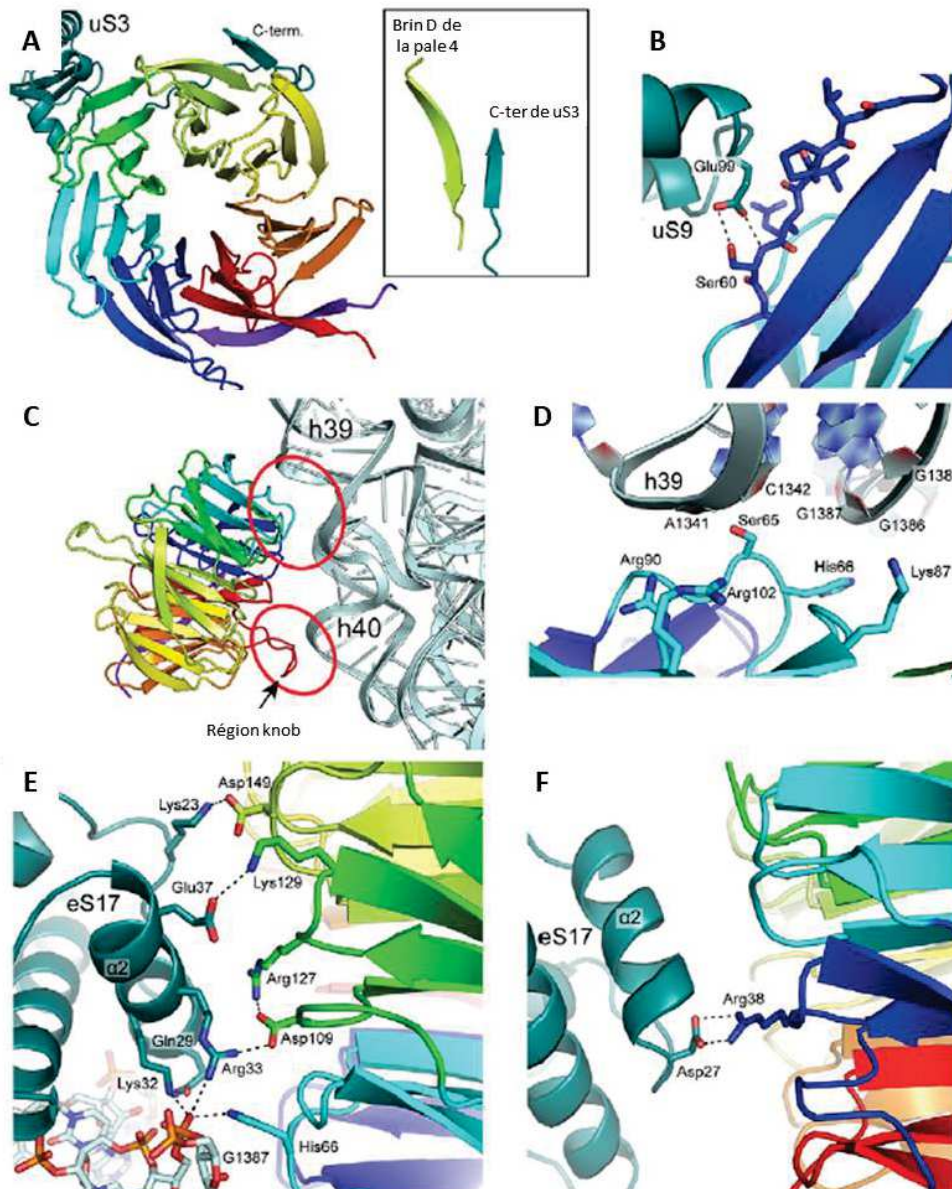 A
uS3
C-term.
Brin D de
la pale 4
C-ter de uS3
B
Glu99
uS9
Ser60
C
h39
h40
Région knob
D
h39
C1342
G138
A1341
G1387
G1386
Ser65
Arg90
Arg102
His66
Lys87
E
Asp149
Lys23
Glu37
Lys129
eS17
α2
Arg127
Gln29
Asp109
Arg33
Lys32
His66
G1387
F
eS17
α2
Arg38
Asp27